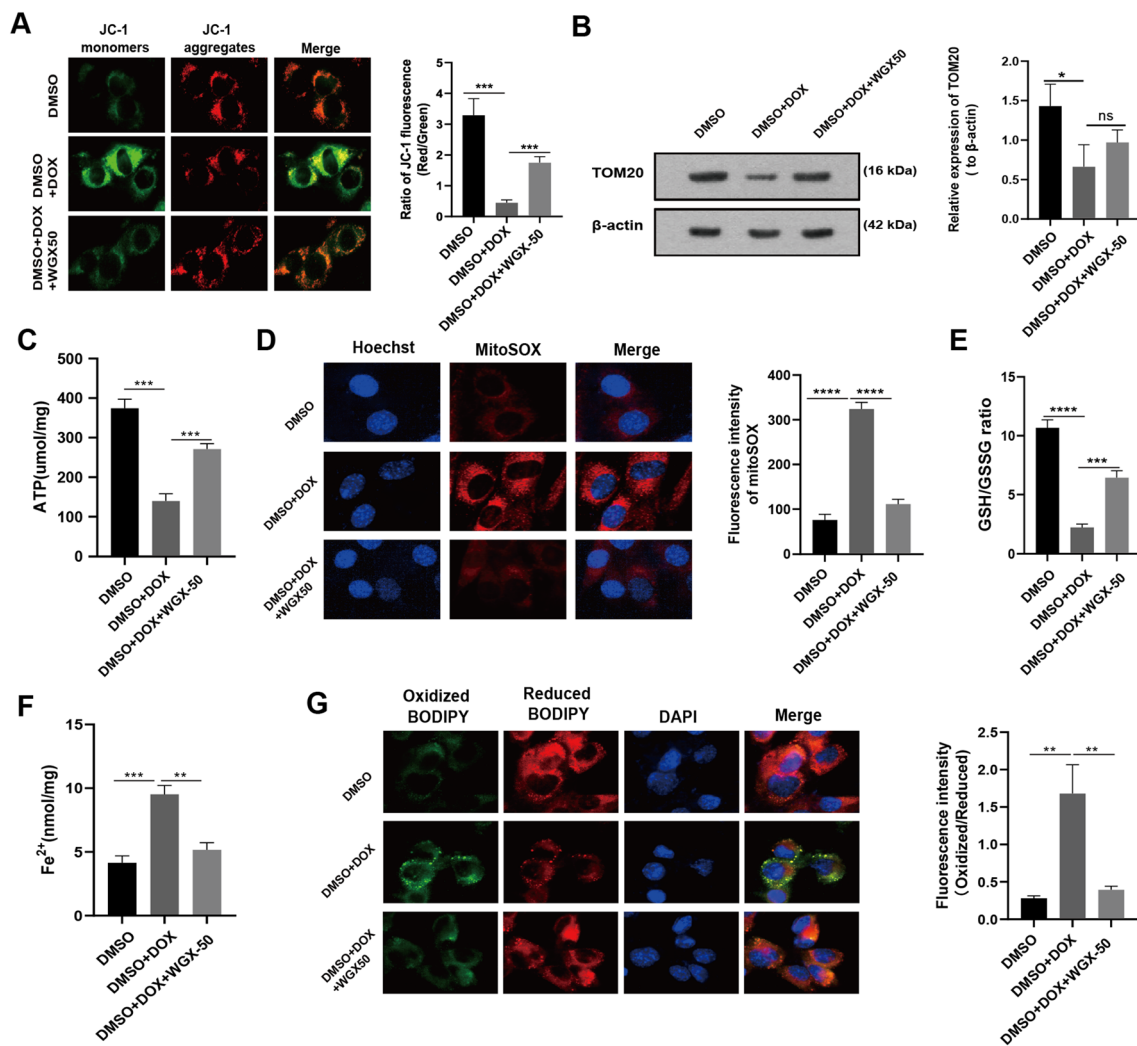 A
JC-1
monomers
JC-1
aggregates
Merge
DMSO
DMSO
+DOX
DMSO+DOX
+WGX50
Ratio of JC-1 fluorescence
(Red/Green)
5
4
3
2
1
0
***
***
DMSO
DMSO+DOX
DMSO+DOX+WGX50
B
DMSO
DMSO+DOX
DMSO+DOX+WGX50
TOM20
(16 kDa)
β-actin
(42 kDa)
Relative expression of TOM20
( to β-actin)
2.0
1.5
1.0
0.5
0.0
*
ns
DMSO
DMSO+DOX
DMSO+DOX+WGX-50
C
ATP(umol/mg)
500
400
300
200
100
0
***
***
DMSO
DMSO+DOX
DMSO+DOX+WGX-50
D
Hoechst
MitoSOX
Merge
DMSO
DMSO+DOX
DMSO+DOX
+WGX50
Fluorescence intensity
of mitoSOX
400
300
200
100
0
****
****
DMSO
DMSO+DOX
DMSO+DOX+WGX-50
E
GSH/GSSG ratio
15
10
5
0
****
***
DMSO
DMSO+DOX
DMSO+DOX+WGX-50
F
Fe2+(nmol/mg)
15
10
5
0
***
**
DMSO
DMSO+DOX
DMSO+DOX+WGX-50
G
Oxidized
BODIPY
Reduced
BODIPY
DAPI
Merge
DMSO
DMSO+DOX
DMSO+DOX
+WGX50
Fluorescence intensity
( Oxidized/Reduced)
2.5
2.0
1.5
1.0
0.5
0.0
**
**
DMSO
DMSO+DOX
DMSO+DOX+WGX-50